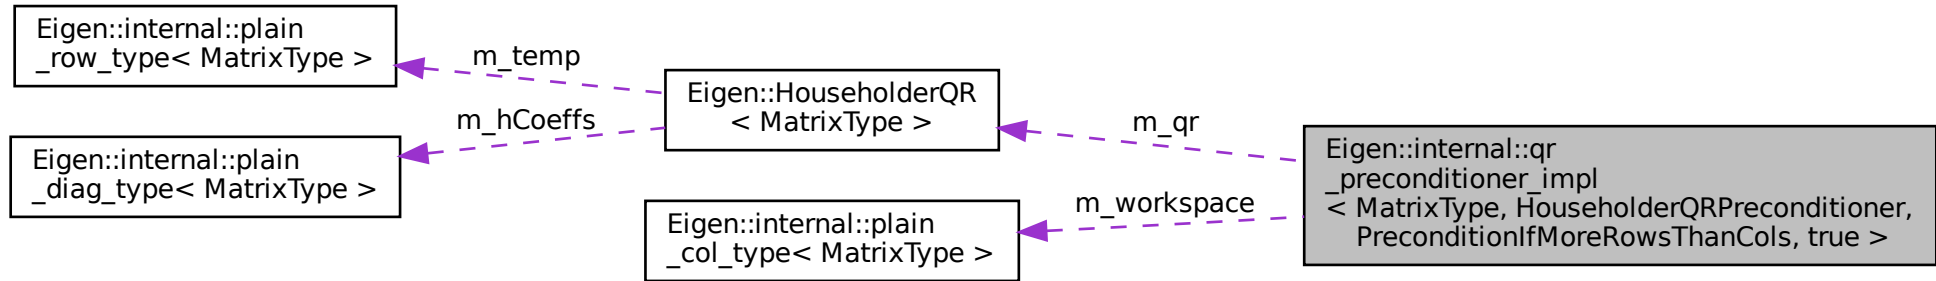 Eigen::internal::plain
_row_type< MatrixType >
m_temp
Eigen::HouseholderQR
< MatrixType >
m_hCoeffs
Eigen::internal::plain
_diag_type< MatrixType >
m_qr
Eigen::internal::qr
_preconditioner_impl
< MatrixType, HouseholderQRPreconditioner,
PreconditionIfMoreRowsThanCols, true >
m_workspace
Eigen::internal::plain
_col_type< MatrixType >